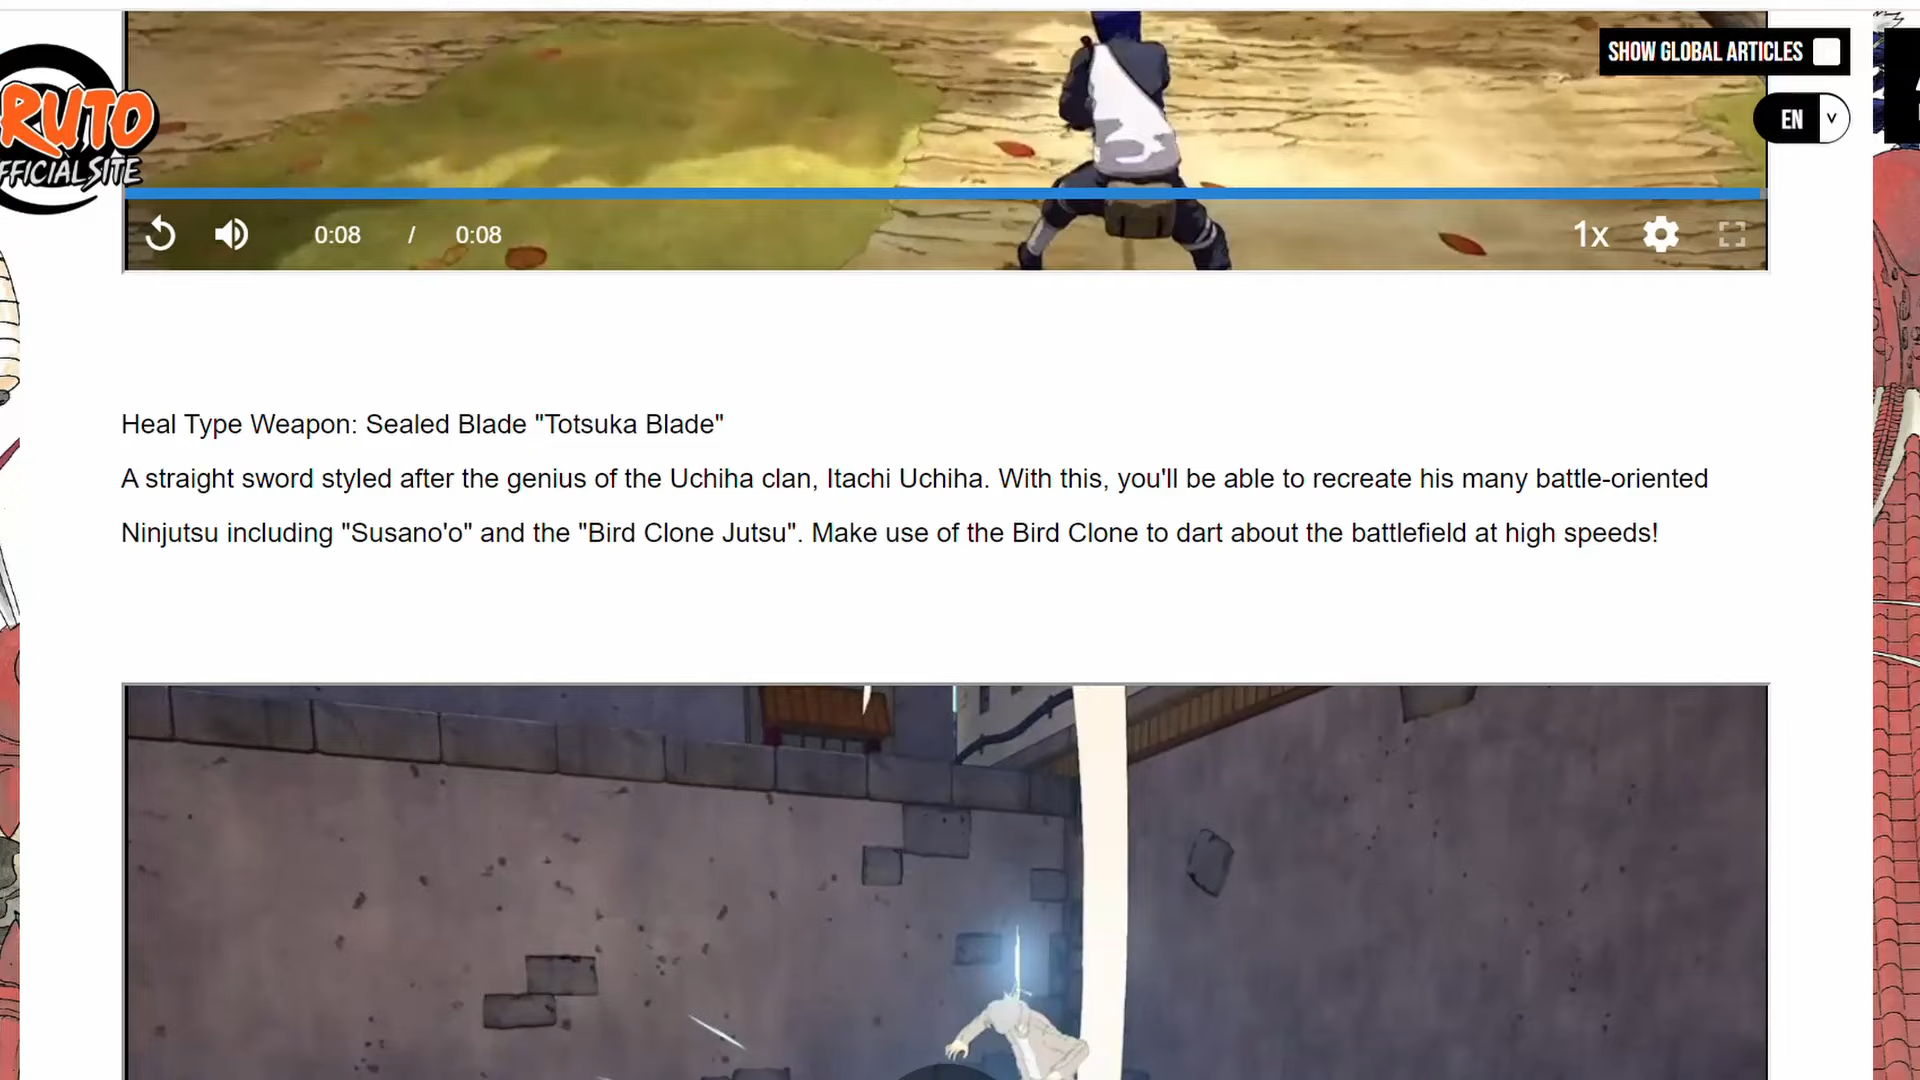 SHOW GLOBAL ARTICLES
RUTO
OFFICIAL SITE
EN
0:08 / 0:08
1x
Heal Type Weapon: Sealed Blade "Totsuka Blade"
A straight sword styled after the genius of the Uchiha clan, Itachi Uchiha. With this, you'll be able to recreate his many battle-oriented
Ninjutsu including "Susano'o" and the "Bird Clone Jutsu". Make use of the Bird Clone to dart about the battlefield at high speeds!